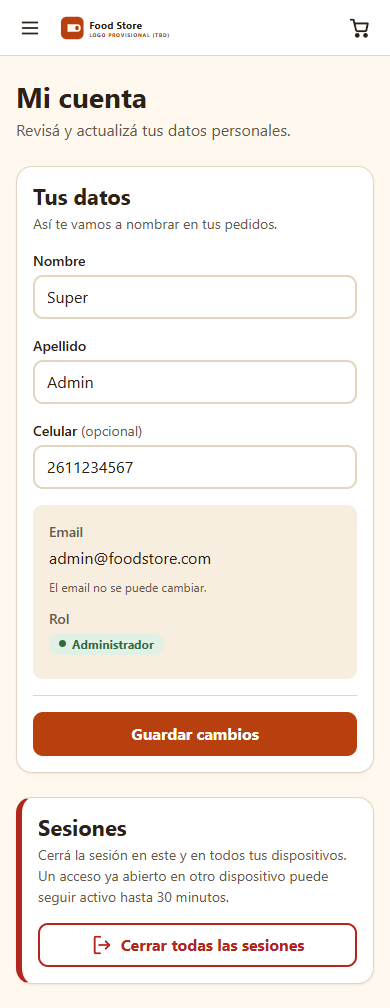 Food Store
LOGO PROVISIONAL (TBD)
Mi cuenta
Revisá y actualizá tus datos personales.
Tus datos
Así te vamos a nombrar en tus pedidos.
Nombre
Super
Apellido
Admin
Celular (opcional)
2611234567
Email
admin@foodstore.com
El email no se puede cambiar.
Rol
Administrador
Guardar cambios
Sesiones
Cerrá la sesión en este y en todos tus dispositivos.
Un acceso ya abierto en otro dispositivo puede
seguir activo hasta 30 minutos.
Cerrar todas las sesiones